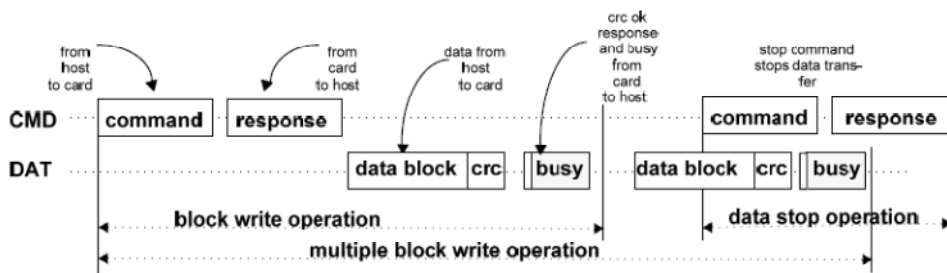 from
host
to card
from
card
to host
data from
host
to card
crc ok
response
and busy
from
card
to host
stop command
stops data trans-
fer
CMD command response command response
DAT data block crc busy data block crc busy
block write operation data stop operation
multiple block write operation